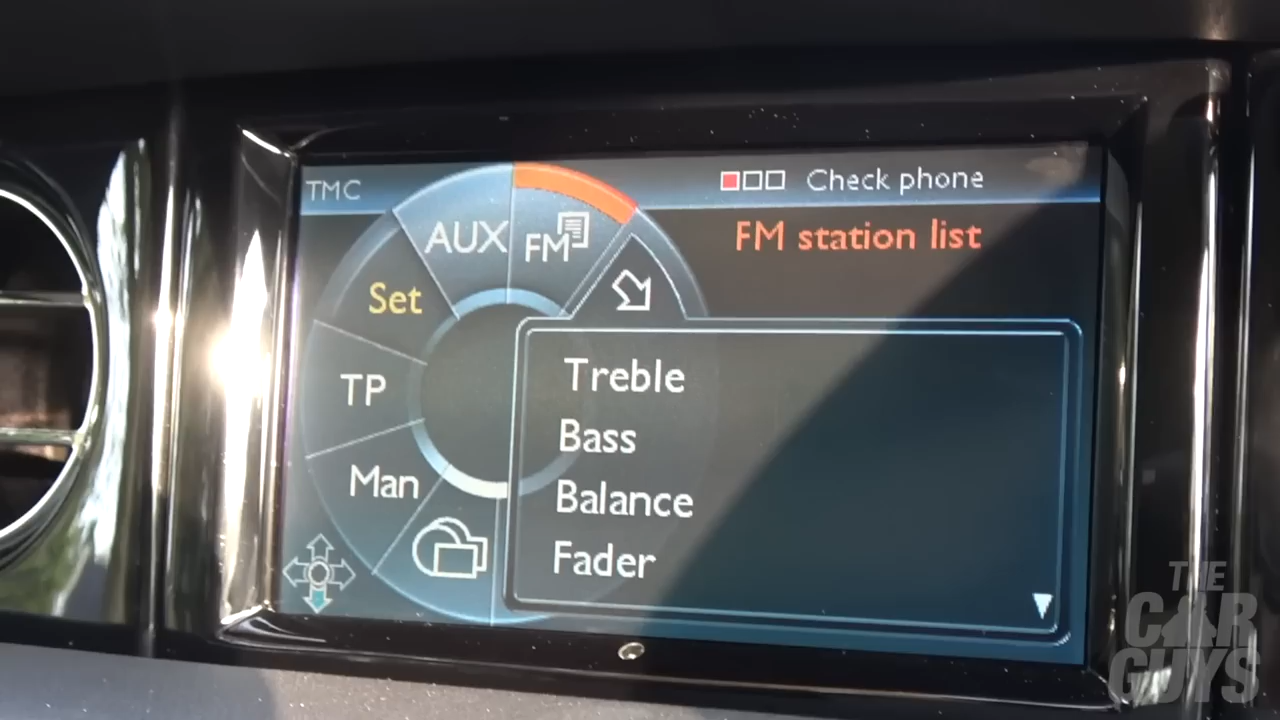 TMC
Check phone
AUX
FM
FM station list
Set
TP
Man
Treble
Bass
Balance
Fader
THE
CAR
GUYS